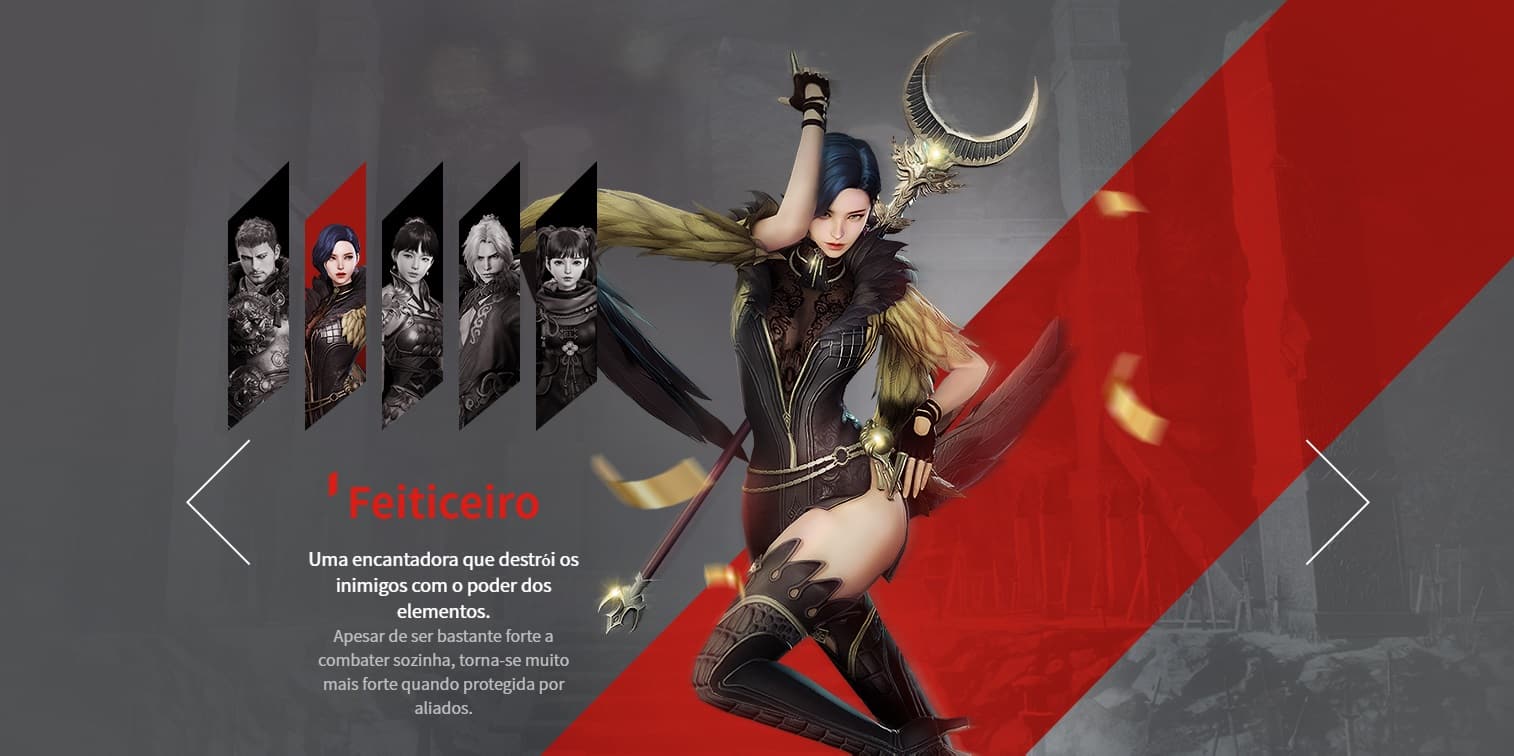 Feiticeiro
Uma encantadora que destrói os
inimigos com o poder dos
elementos.
Apesar de ser bastante forte a
combater sozinha, torna-se muito
mais forte quando protegida por
aliados.